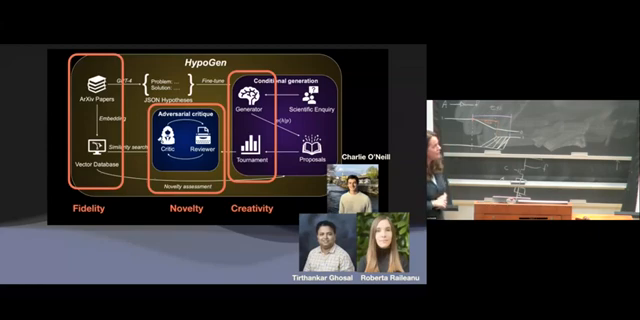 HypoGen
GPT-4
Problem: ....
Solution: ....
Fine-tune
Conditional generation
ArXiv Papers
JSON Hypotheses
Generator
Scientific Enquiry
Embedding
Adversarial critique
Critic
Reviewer
Similarity search
Vector Database
Tournament
Proposals
Novelty assessment
Charlie O'Neill
Fidelity
Novelty
Creativity
Tirthankar Ghosal
Roberta Raileanu